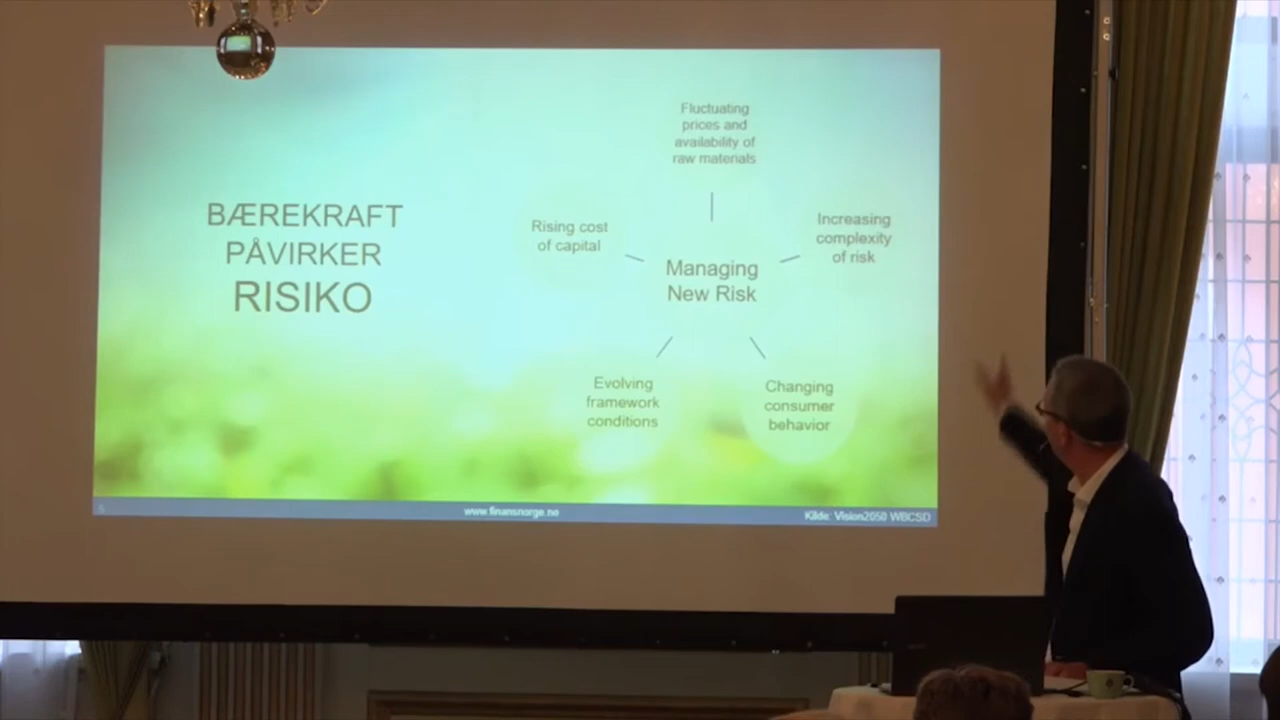 BÆREKRAFT
PÅVIRKER
RISIKO
Fluctuating
prices and
availability of
raw materials
Rising cost
of capital
Increasing
complexity
of risk
Managing
New Risk
Evolving
framework
conditions
Changing
consumer
behavior
5
www.finansnorge.no
Kilde: Vision2050 WBCSD